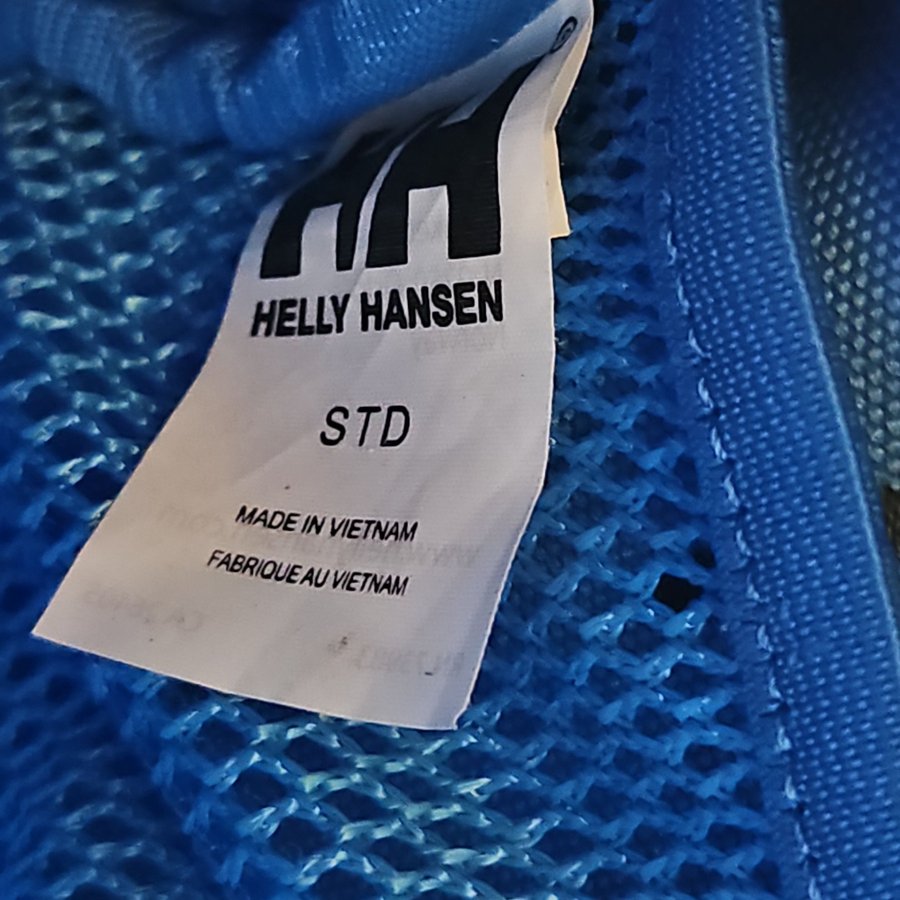 HH®
HELLY HANSEN
STD
MADE IN VIETNAM
FABRIQUE AU VIETNAM